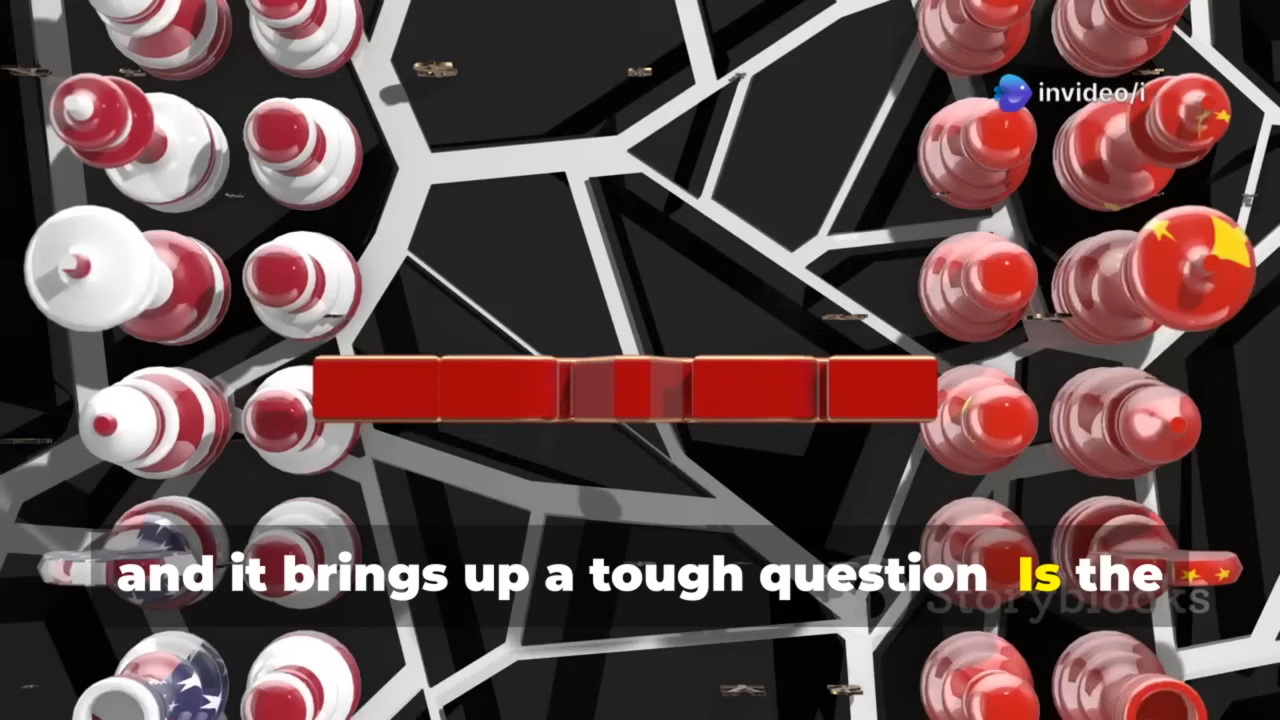 invideo/i
and it brings up a tough question Is the
Storyblocks